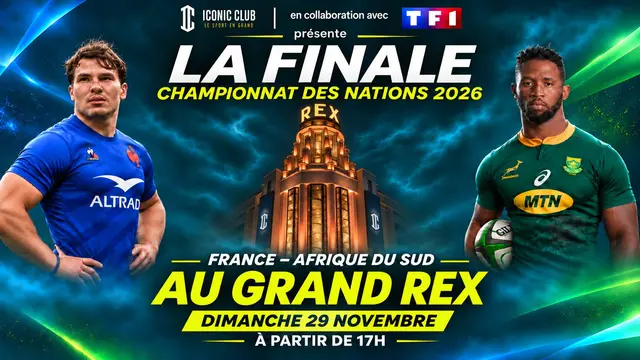 ICONIC CLUB
LE SPORT EN GRAND
en collaboration avec
TF1
présente
LA FINALE
CHAMPIONNAT DES NATIONS 2026
REX
ALTRAD
MTN
FRANCE – AFRIQUE DU SUD
AU GRAND REX
DIMANCHE 29 NOVEMBRE
À PARTIR DE 17H